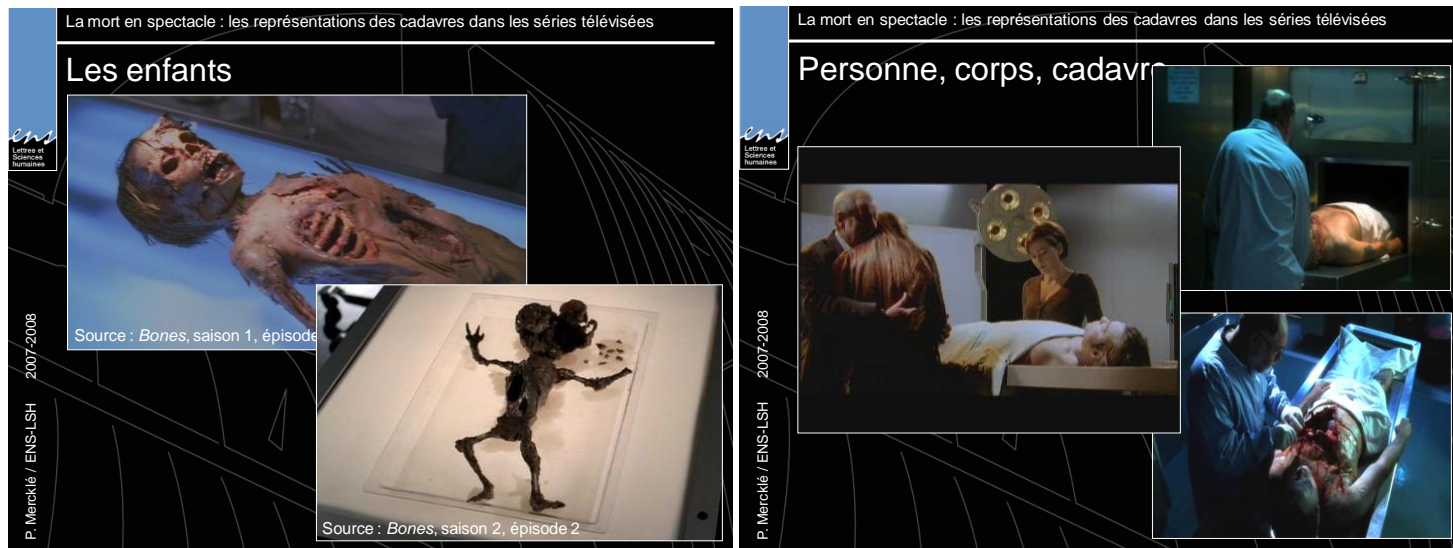 La mort en spectacle : les représentations des cadavres dans les séries télévisées
Les enfants
ens
Lettres et
Sciences
humaines
Source : Bones, saison 1, épisode
Source : Bones, saison 2, épisode 2
P. Mercklé / ENS-LSH 2007-2008
La mort en spectacle : les représentations des cadavres dans les séries télévisées
Personne, corps, cadavre
ens
Lettres et
Sciences
humaines
P. Mercklé / ENS-LSH 2007-2008